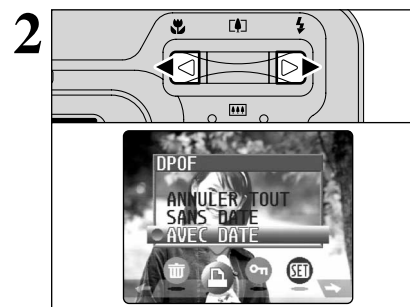 2
DPOF
ANNULER TOUT
SANS DATE
AVEC DATE
SET